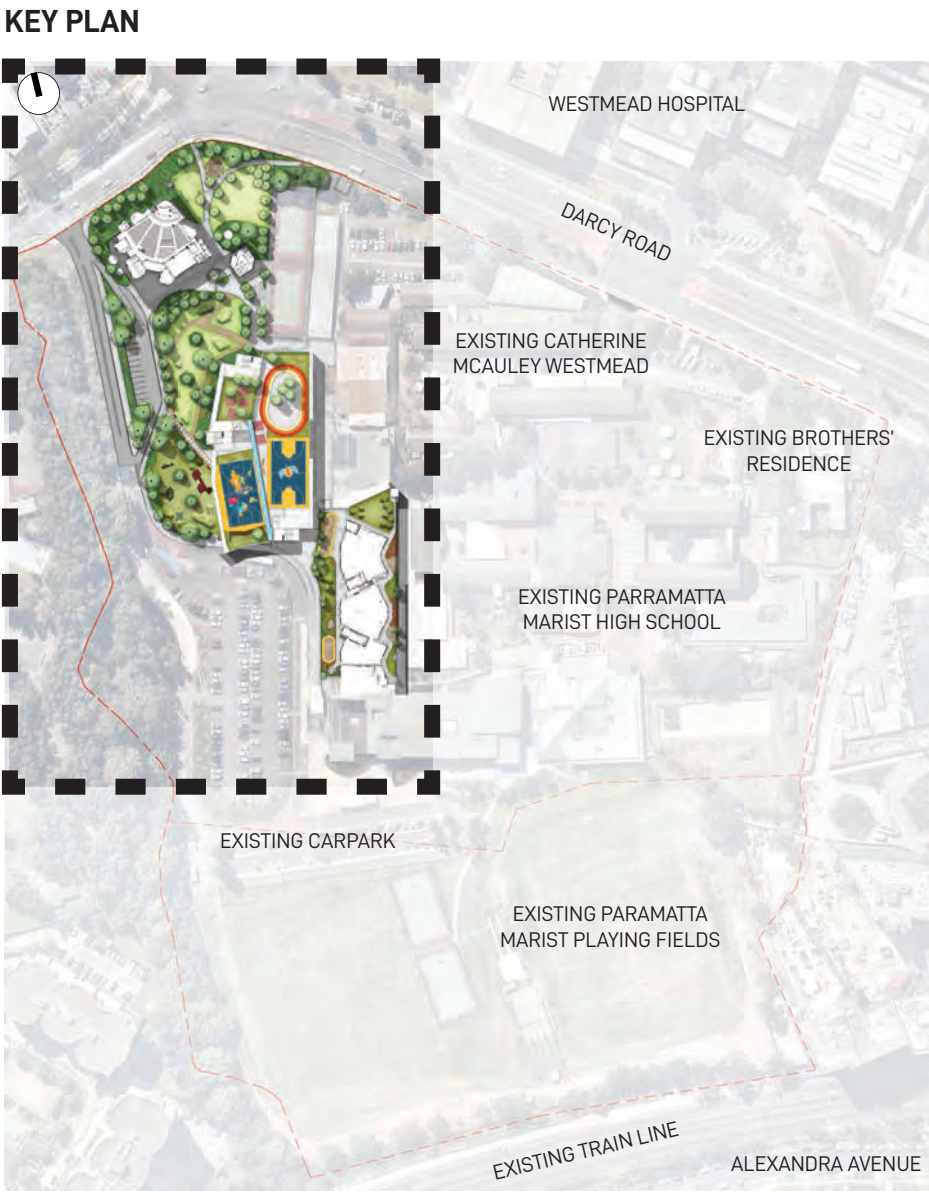 KEY PLAN
WESTMEAD HOSPITAL
DARCY ROAD
EXISTING CATHERINE
MCAULEY WESTMEAD
EXISTING BROTHERS'
RESIDENCE
EXISTING PARRAMATTA
MARIST HIGH SCHOOL
EXISTING CARPARK
EXISTING PARAMATTA
MARIST PLAYING FIELDS
EXISTING TRAIN LINE
ALEXANDRA AVENUE